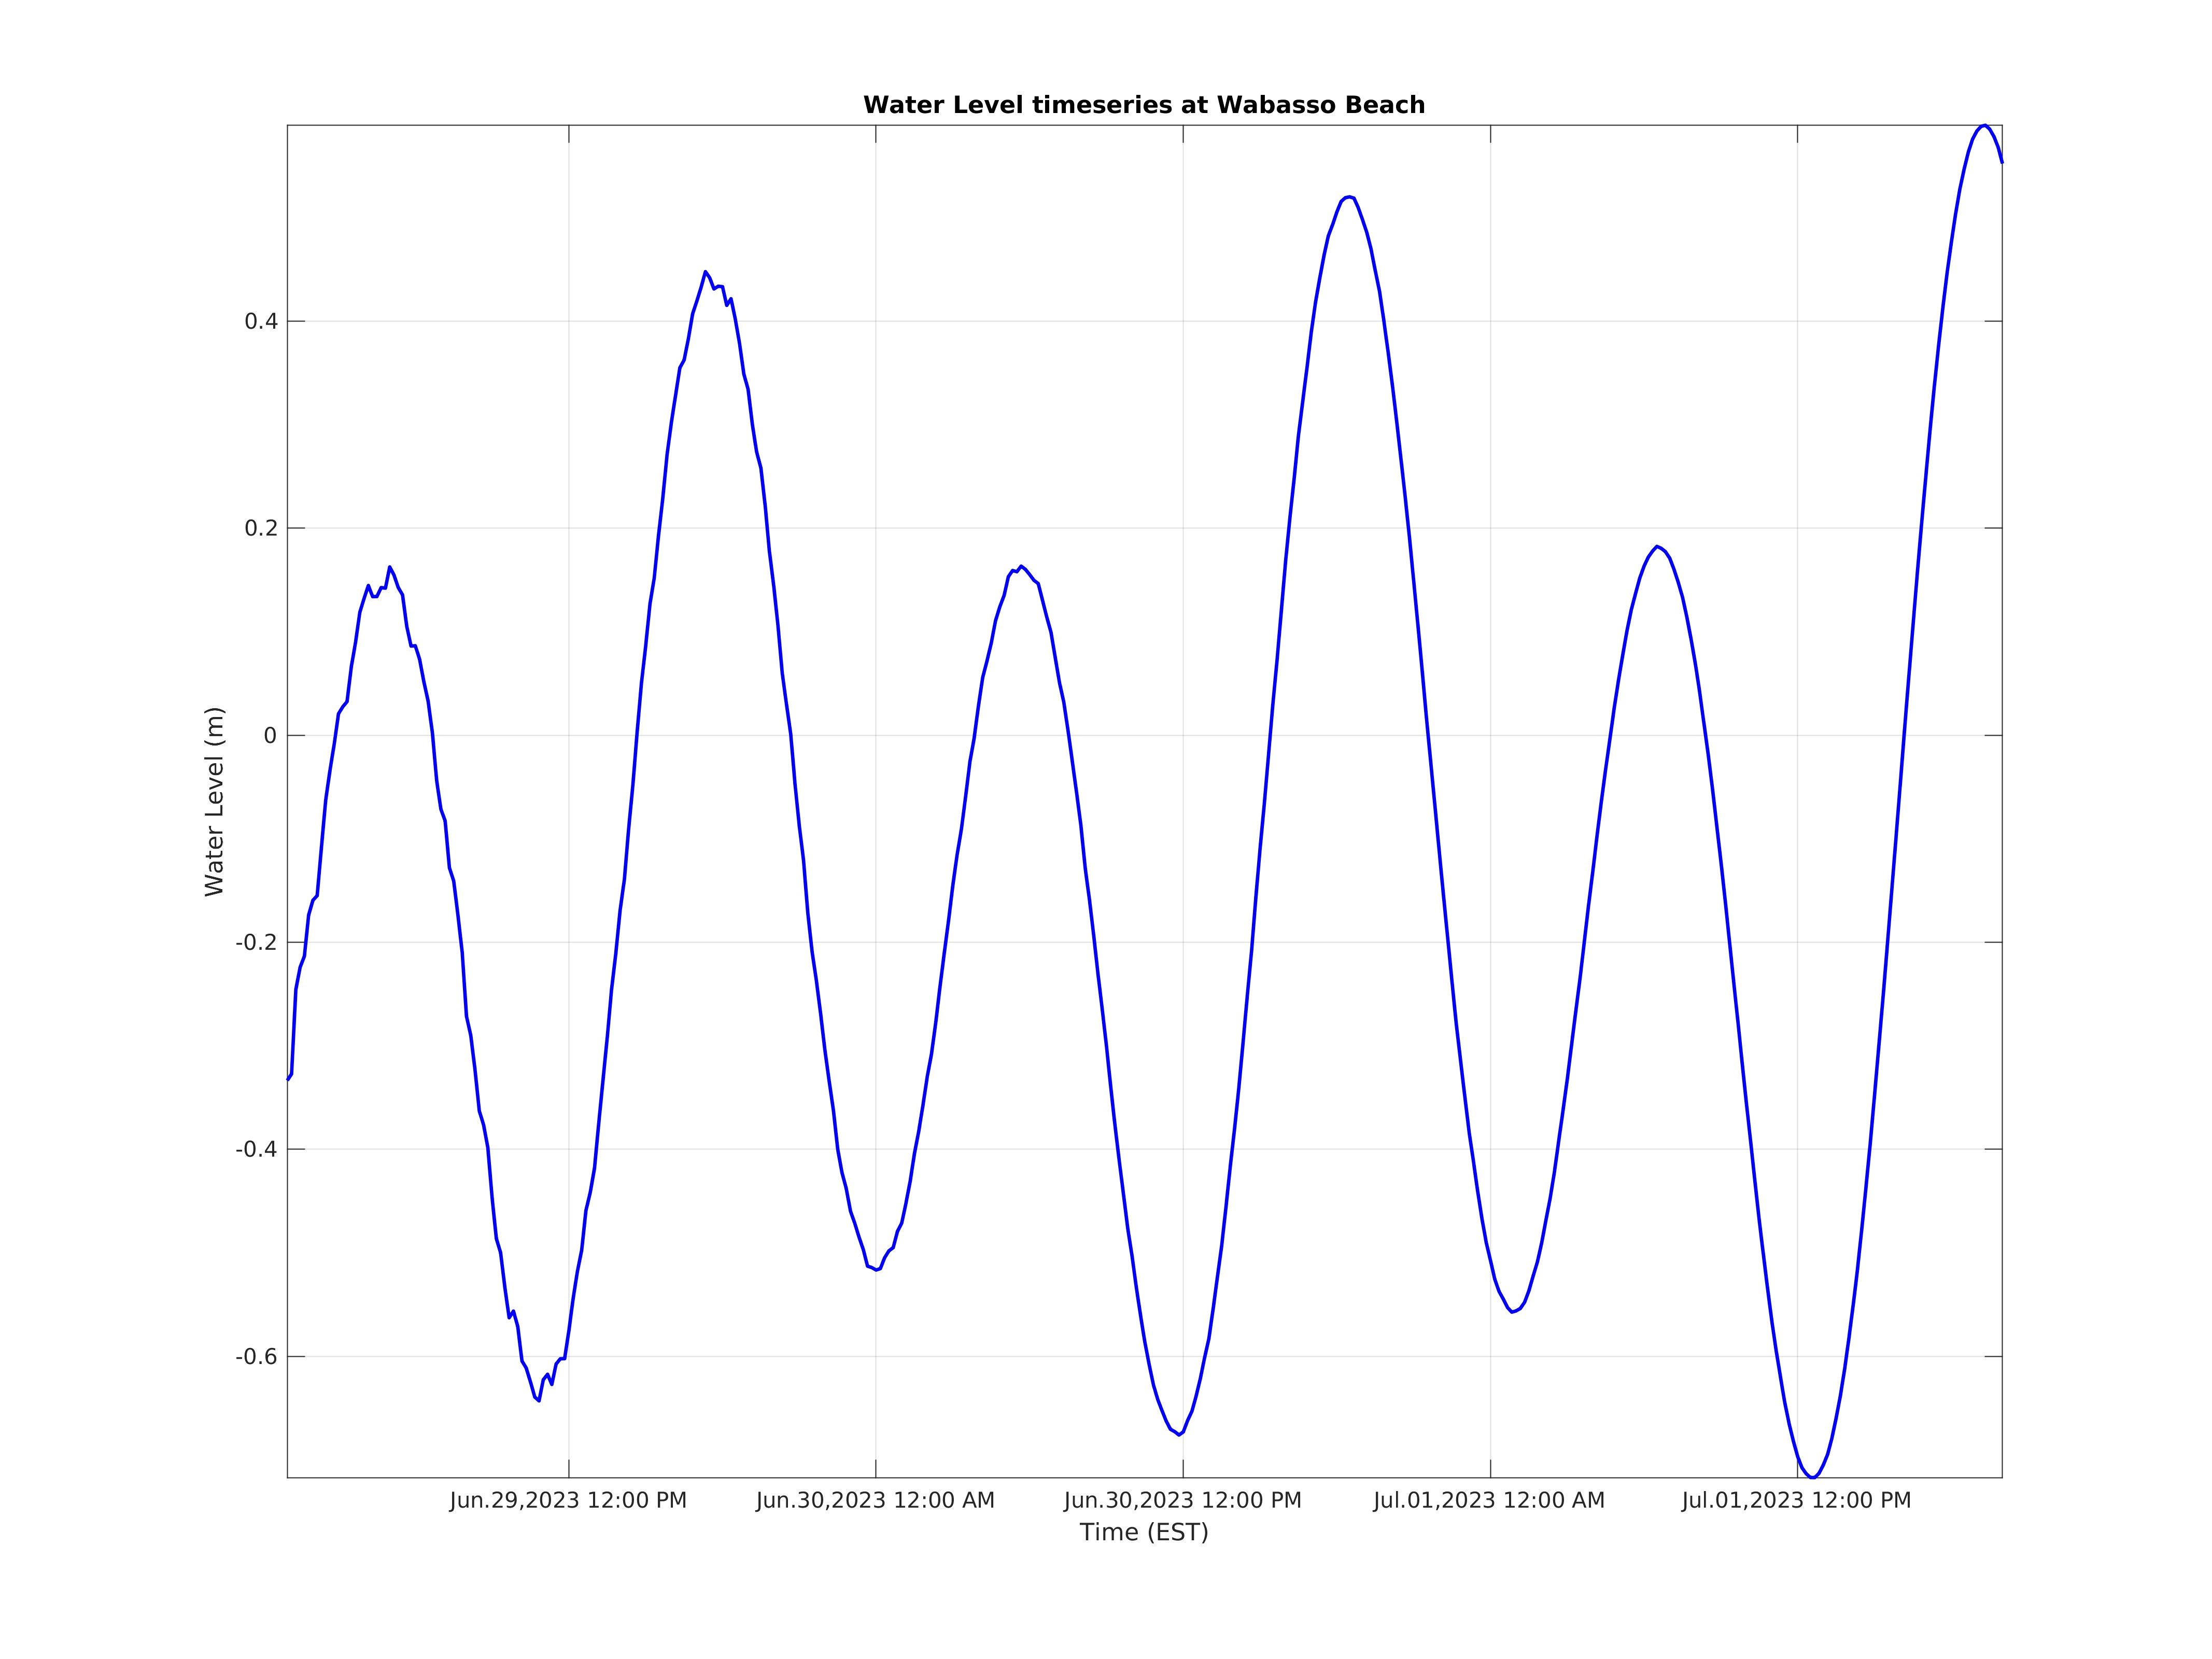 Water Level timeseries at Wabasso Beach
0.4
0.2
0
-0.2
-0.4
-0.6
Water Level (m)
Jun.29,2023 12:00 PM
Jun.30,2023 12:00 AM
Jun.30,2023 12:00 PM
Jul.01,2023 12:00 AM
Jul.01,2023 12:00 PM
Time (EST)